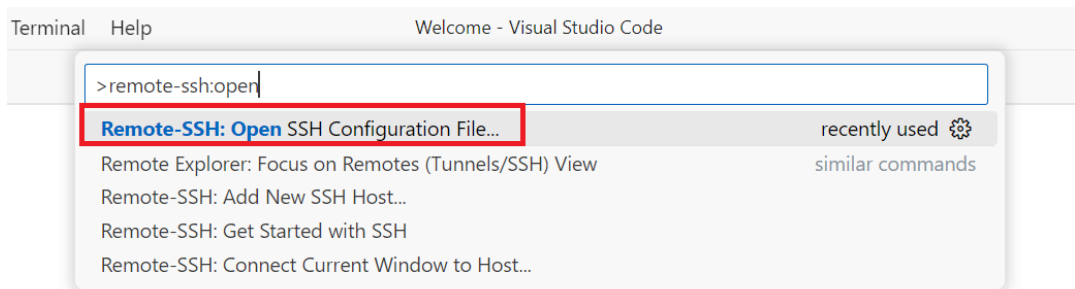 Terminal Help Welcome - Visual Studio Code
>remote-ssh:open
Remote-SSH: Open SSH Configuration File... recently used
Remote Explorer: Focus on Remotes (Tunnels/SSH) View similar commands
Remote-SSH: Add New SSH Host...
Remote-SSH: Get Started with SSH
Remote-SSH: Connect Current Window to Host...